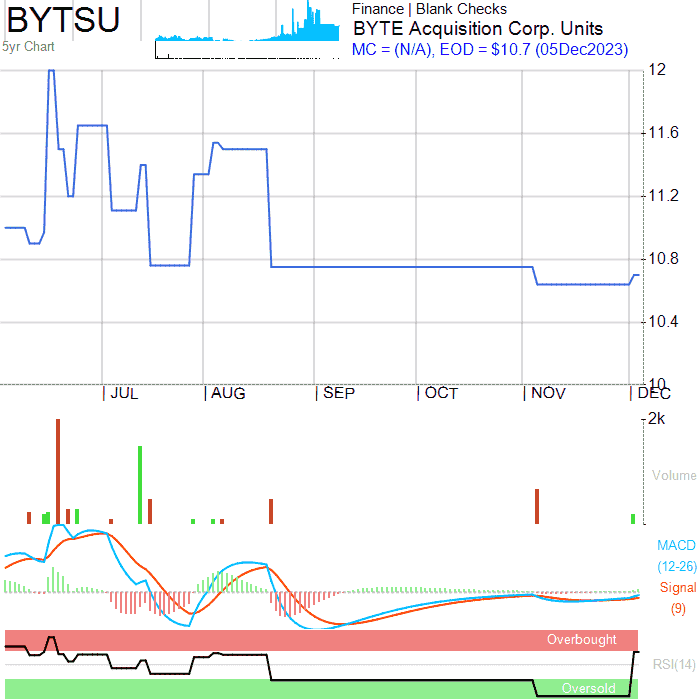 BYTSU
5yr Chart
Finance | Blank Checks
BYTE Acquisition Corp. Units
MC = (N/A), EOD = $10.7 (05Dec2023)
12
11.6
11.2
10.8
10.4
10
JUL
AUG
SEP
OCT
NOV
DEC
2k
Volume
MACD
(12-26)
Signal
(9)
Overbought
RSI(14)
Oversold